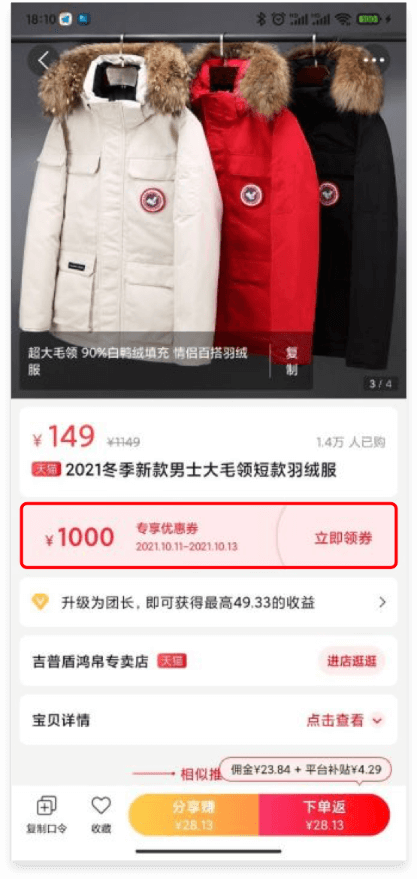 18:10
超大毛领 90%白鸭绒填充 情侣百搭羽绒
服
复
制
3 / 4
¥ 149 ¥1149
1.4万 人已购
天猫 2021冬季新款男士大毛领短款羽绒服
¥ 1000
专享优惠券
2021.10.11-2021.10.13
立即领券
升级为团长，即可获得最高49.33的收益
吉普盾鸿帛专卖店 天猫
进店逛逛
宝贝详情
点击查看
相似推
佣金¥23.84 + 平台补贴¥4.29
复制口令
收藏
分享赚
¥28.13
下单返
¥28.13